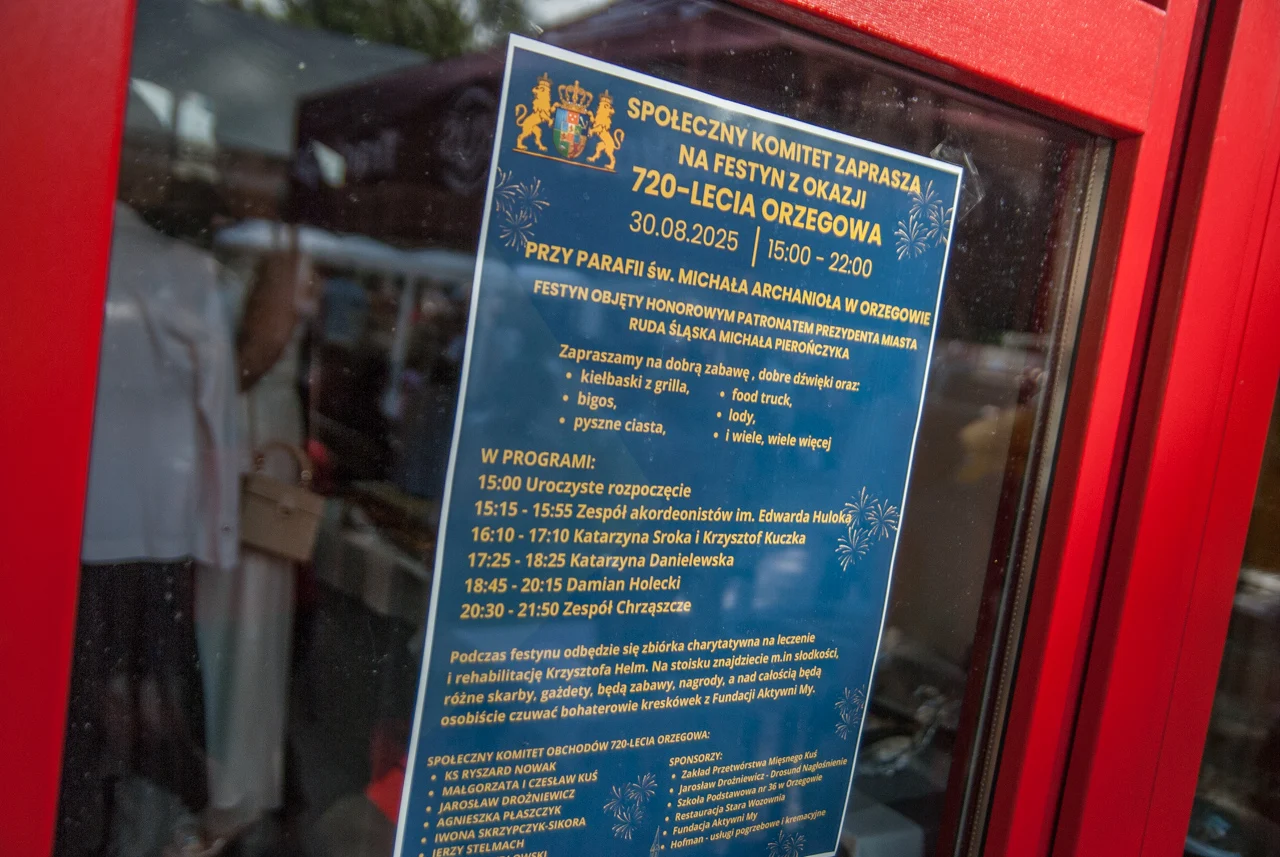 SPOŁECZNY KOMITET ZAPRASZA
NA FESTYN Z OKAZJI
720-LECIA ORZEGOWA
30.08.2025 | 15:00 - 22:00
PRZY PARAFII św. MICHAŁA ARCHANIOŁA W ORZEGOWIE
FESTYN OBJĘTY HONOROWYM PATRONATEM PREZYDENTA MIASTA
RUDA ŚLĄSKA MICHAŁA PIEROŃCZYKA
Zapraszamy na dobrą zabawę , dobre dźwięki oraz:
• kiełbaski z grilla,
• bigos,
• pyszne ciasta,
• food truck,
• lody,
• i wiele, wiele więcej
W PROGRAMI:
15:00 Uroczyste rozpoczęcie
15:15 - 15:55 Zespół akordeonistów im. Edwarda Huloka
16:10 - 17:10 Katarzyna Sroka i Krzysztof Kuczka
17:25 - 18:25 Katarzyna Danielewska
18:45 - 20:15 Damian Holecki
20:30 - 21:50 Zespół Chrząszcze
Podczas festynu odbędzie się zbiórka charytatywna na leczenie
i rehabilitację Krzysztofa Helm. Na stoisku znajdziecie m.in słodkości,
różne skarby, gażdety, będą zabawy, nagrody, a nad całością będą
osobiście czuwać bohaterowie kreskówek z Fundacji Aktywni My.
SPOŁECZNY KOMITET OBCHODÓW 720-LECIA ORZEGOWA:
• KS RYSZARD NOWAK
• MAŁGORZATA I CZESŁAW KUŚ
• JAROSŁAW DROŻNIEWICZ
• AGNIESZKA PŁASZCZYK
• IWONA SKRZYPCZYK-SIKORA
• JERZY STELMACH
SPONSORZY:
• Zakład Przetwórstwa Mięsnego Kuś
• Jarosław Drożniewicz - Drosund Nagłośnienie
• Szkoła Podstawowa nr 36 w Orzegowie
• Restauracja Stara Wozownia
• Fundacja Aktywni My
• Hofman - usługi pogrzebowe i kremacyjne